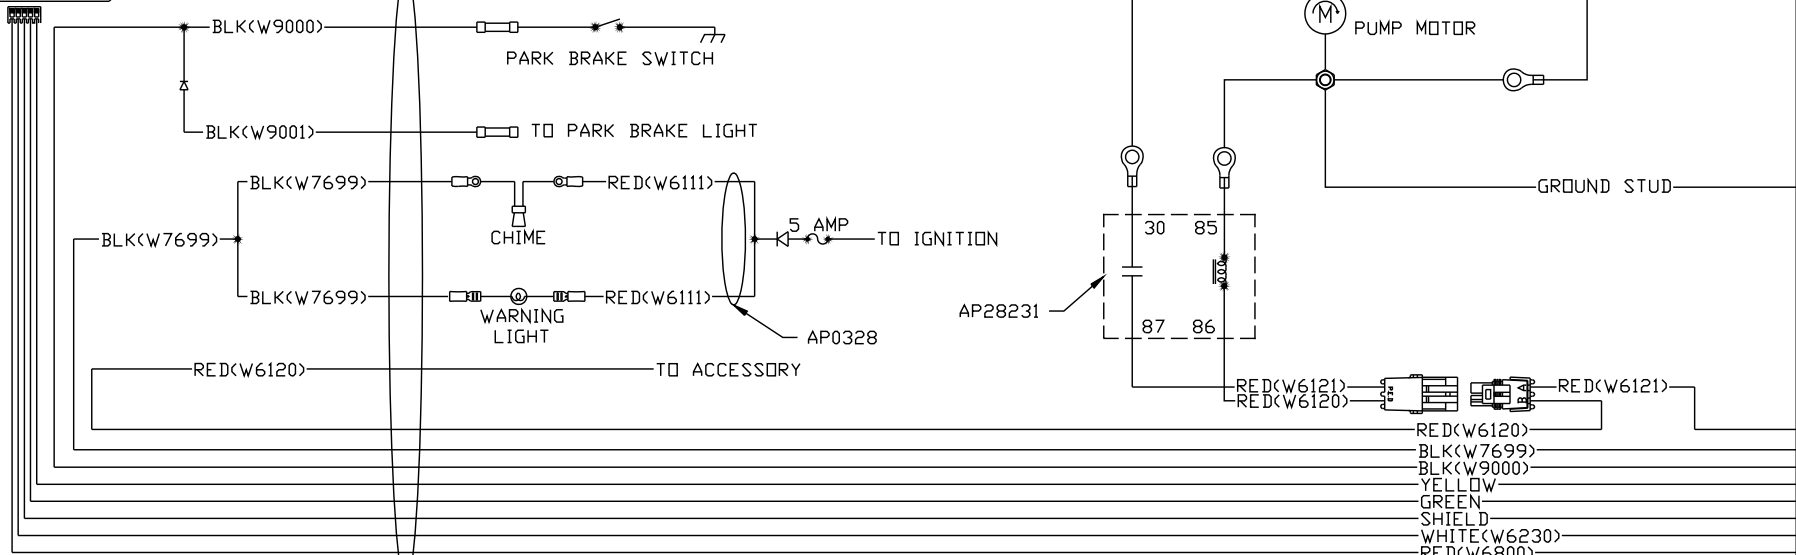 BLK(W9000)
PARK BRAKE SWITCH
BLK(W9001)
TO PARK BRAKE LIGHT
BLK(W7699)
RED(W6111)
CHIME
BLK(W7699)
5 AMP
TO IGNITION
BLK(W7699)
RED(W6111)
WARNING
LIGHT
AP0328
RED(W6120)
TO ACCESSORY
M
PUMP MOTOR
GROUND STUD
30 85
AP28231
87 86
RED(W6121)
RED(W6120)
A
B
RED(W6121)
RED(W6120)
BLK(W7699)
BLK(W9000)
YELLOW
GREEN
SHIELD
WHITE(W6230)
RED(W6800)